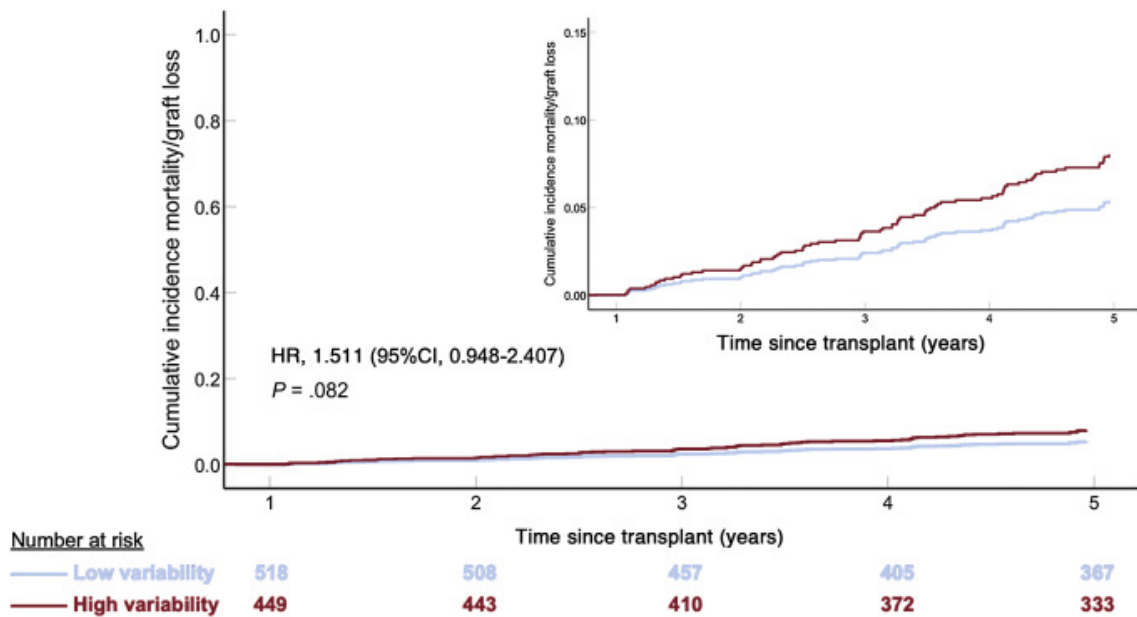 Cumulative incidence mortality/graft loss
1.0
0.8
0.6
0.4
0.2
0.0
HR, 1.511 (95%CI, 0.948-2.407)
P = .082
1 2 3 4 5
Time since transplant (years)
Cumulative incidence mortality/graft loss
0.15
0.10
0.05
0.00
1 2 3 4 5
Time since transplant (years)
Number at risk
Low variability 518 508 457 405 367
High variability 449 443 410 372 333